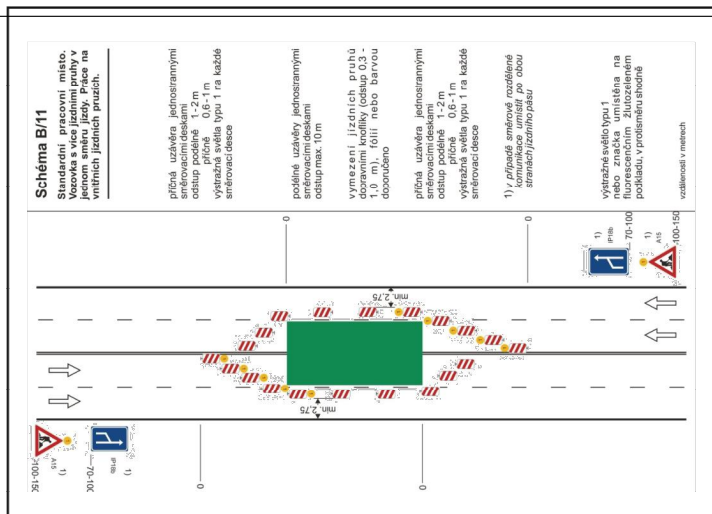 Schéma B/11
Standardní pracovní místo.
Vozovka s více jízdními pruhy v
jednom směru jízdy. Práce na
vnitřních jízdních pruzích.
příčná uzávěra jednostrannými
směrovacími deskami
odstup podélně 1-2 m
příčně 0,6-1 m
výstražná světla typu 1 ra každé
směrovací desce
podélné uzávěry jednostrannými
směrovacími deskami
odstup max. 10 m
vymezení jízdních pruhů
dooravními knoflíky (odstup 0,3 -
1,0 m), fólií nebo barvou
doooručeno
příčná uzávěra jednostrannými
směrovacími deskami
odstup podélně 1-2 m
příčně 0,6-1 m
výstražná světla typu 1 ra každé
směrovací desce
1) v případě směrově rozdělené
komunikace umístit po obou
stranách jízdního pásu
výstražné světlo typu 1
nebo značka umístěna na
fluorescenčním žlutozeleném
podkladu, v protisměru shodně
vzdálenosti v metrech
0
0
1)
IP18b
70-100
1)
A15
100-150
min. 2,75
min. 2,75
100-150
A15
1)
70-100
IP18b
1)
0
0